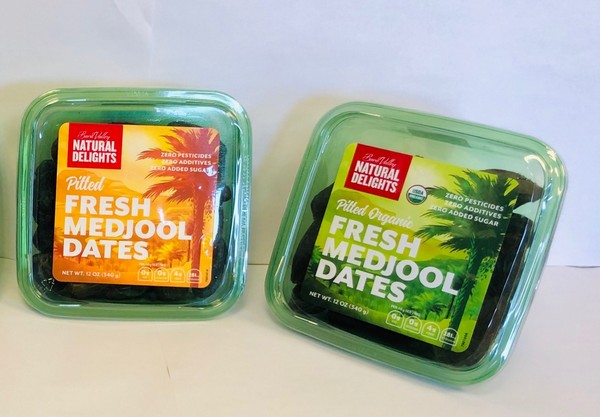 Bard Valley
NATURAL
DELIGHTS
ZERO PESTICIDES
ZERO ADDITIVES
ZERO ADDED SUGAR
Pitted
FRESH
MEDJOOL
DATES
NET WT. 12 OZ (340 g)
Bard Valley
NATURAL
DELIGHTS
USDA
ORGANIC
ZERO PESTICIDES
ZERO ADDITIVES
ZERO ADDED SUGAR
Pitted Organic
FRESH
MEDJOOL
DATES
NET WT. 12 OZ (340 g)